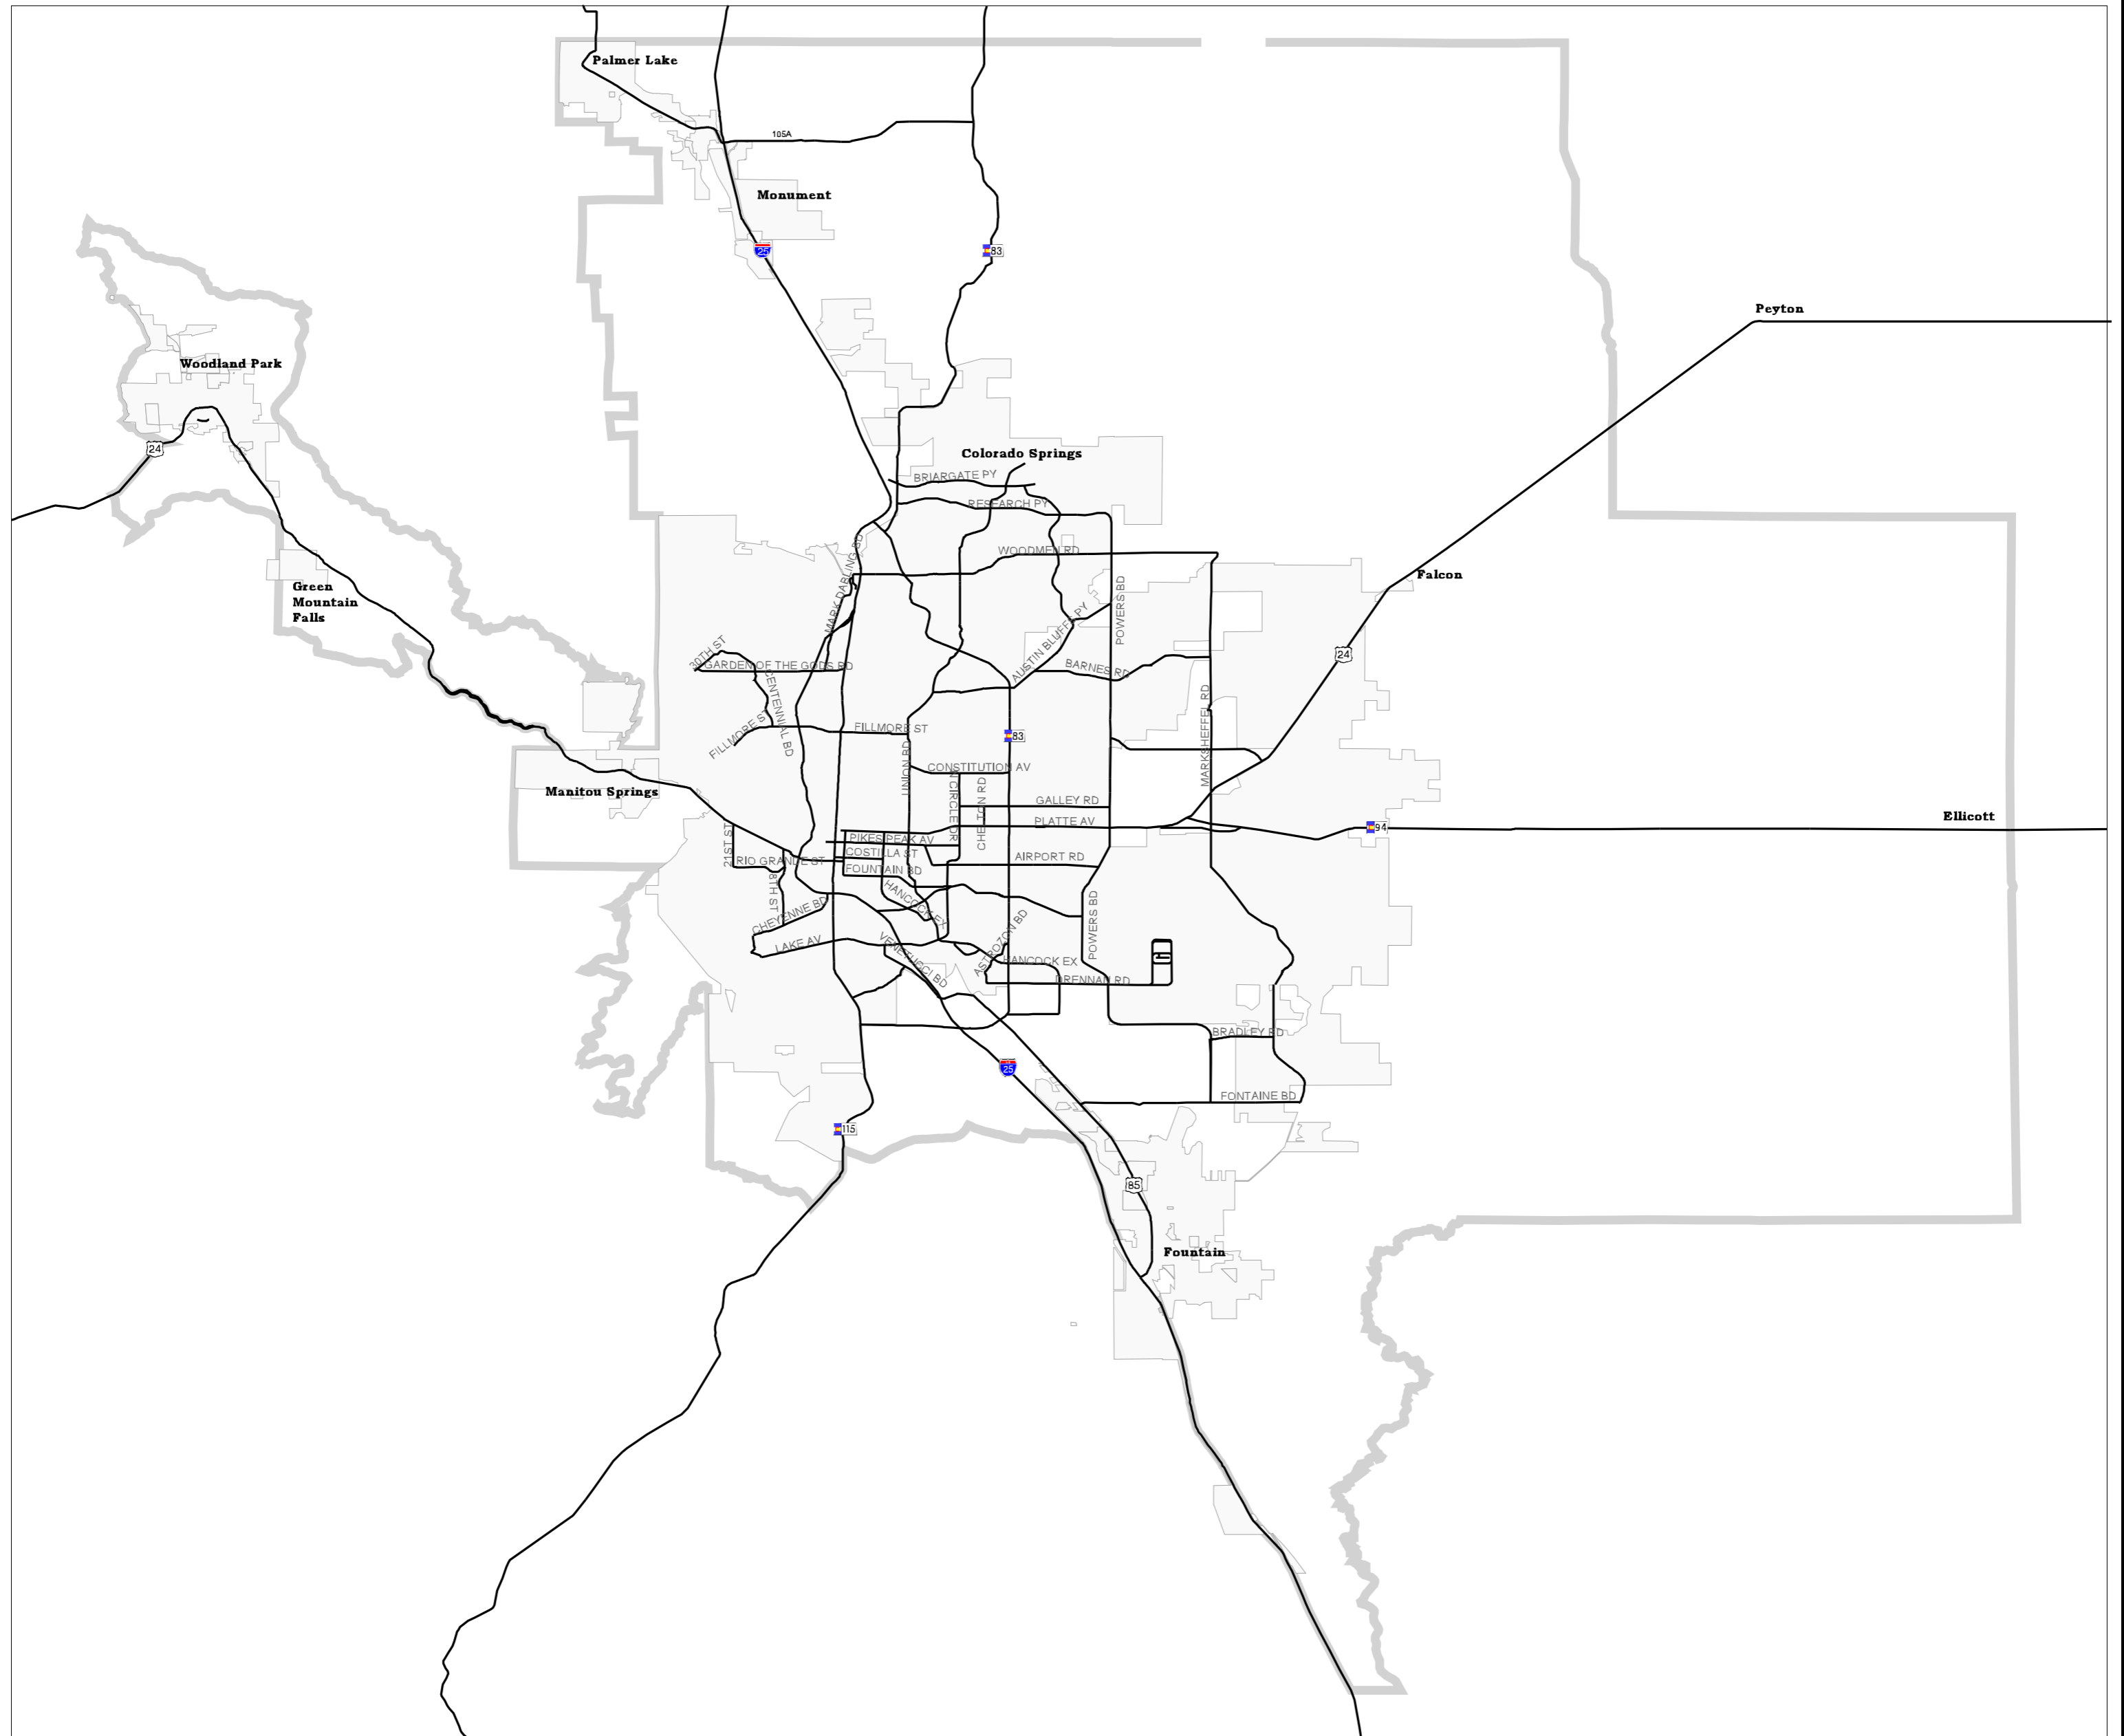 Palmer Lake
105A
Monument
25
83
Peyton
Woodland Park
24
Colorado Springs
BRIARGATE PY
RESEARCH PY
WOODMEN RD
Green
Mountain
Falls
Falcon
MARK DABLING BD
POWERS BD
AUSTIN BLUFFS PY
30TH ST
GARDEN OF THE GODS RD
BARNES RD
24
CENTENNIAL BD
MARKSHEFFEL RD
FILLMORE ST
FILLMORE ST
83
UNION BD
CONSTITUTION AV
N CIRCLE DR
CHELTON RD
Manitou Springs
GALLEY RD
PLATTE AV
94
Ellicott
21ST ST
PIKES PEAK AV
COSTILLA ST
RIO GRANDE ST
AIRPORT RD
FOUNTAIN BD
8TH ST
HANCOCK EX
CHEYENNE BD
POWERS BD
LAKE AV
VENETUCCI BD
ASTROZON BD
HANCOCK EX
DRENNAN RD
BRADLEY RD
25
FONTAINE BD
115
85
Fountain